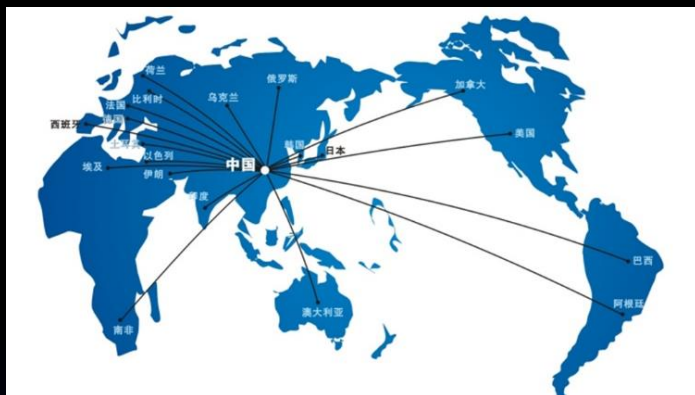 荷兰
俄罗斯
加拿大
比利时
乌克兰
法国
德国
西班牙
美国
土耳其
韩国
日本
以色列
中国
埃及
伊朗
印度
巴西
阿根廷
澳大利亚
南非